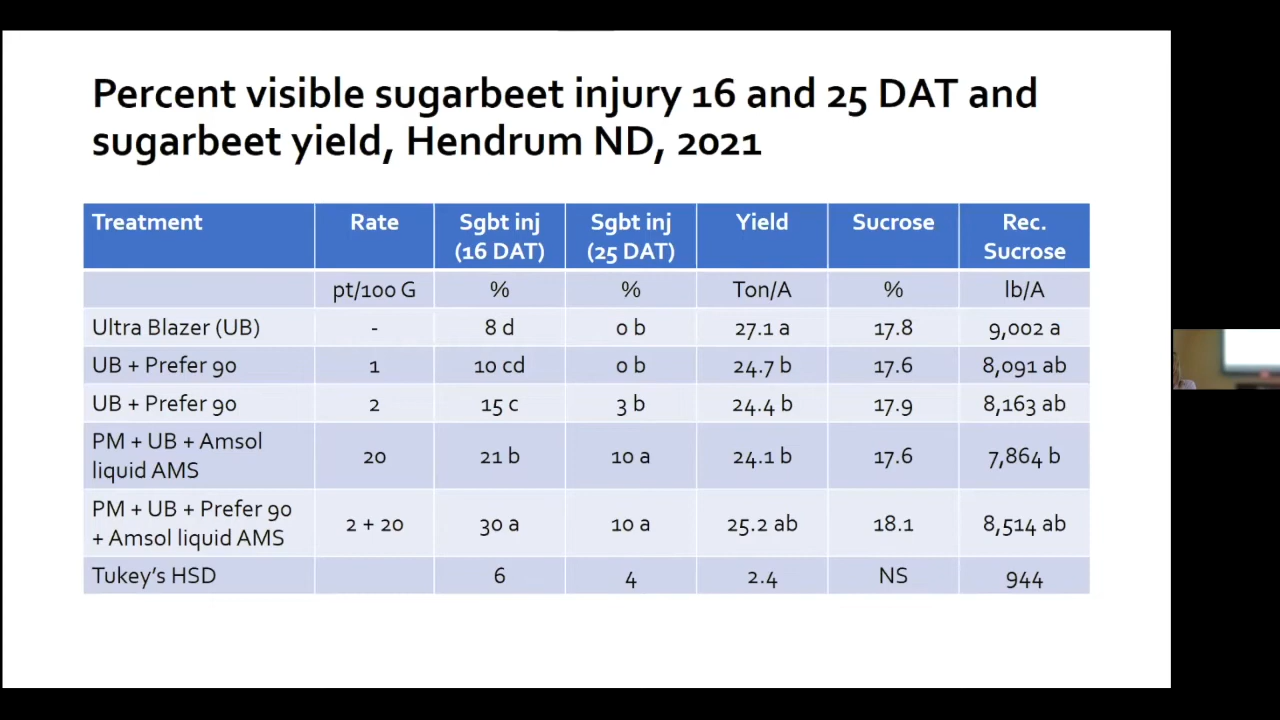 Percent visible sugarbeet injury 16 and 25 DAT and
sugarbeet yield, Hendrum ND, 2021
Treatment Rate Sgbt inj (16 DAT) Sgbt inj (25 DAT) Yield Sucrose Rec. Sucrose
pt/100 G % % Ton/A % lb/A
Ultra Blazer (UB) - 8 d 0 b 27.1 a 17.8 9,002 a
UB + Prefer 90 1 10 cd 0 b 24.7 b 17.6 8,091 ab
UB + Prefer 90 2 15 c 3 b 24.4 b 17.9 8,163 ab
PM + UB + Amsol liquid AMS 20 21 b 10 a 24.1 b 17.6 7,864 b
PM + UB + Prefer 90 + Amsol liquid AMS 2 + 20 30 a 10 a 25.2 ab 18.1 8,514 ab
Tukey's HSD 6 4 2.4 NS 944